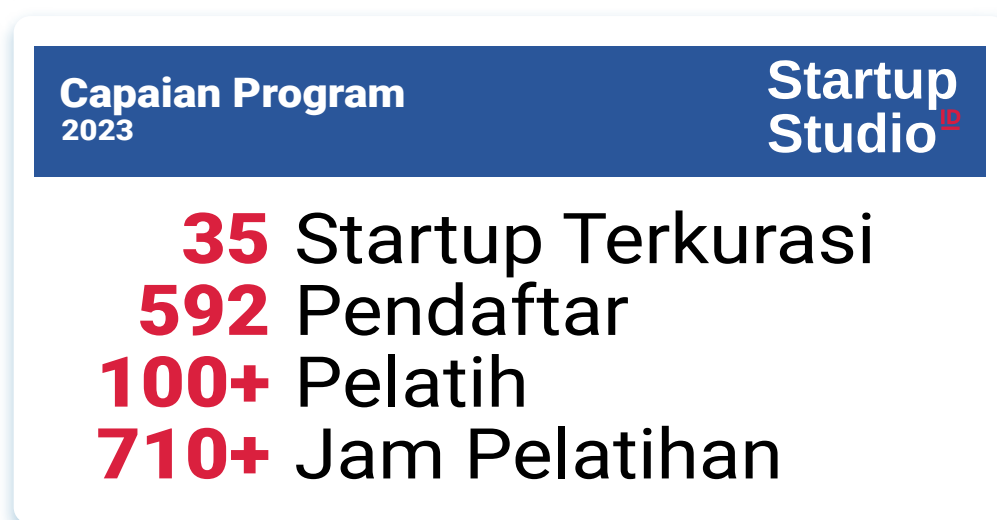 Capaian Program
2023
Startup
Studio ID
35 Startup Terkurasi
592 Pendaftar
100+ Pelatih
710+ Jam Pelatihan